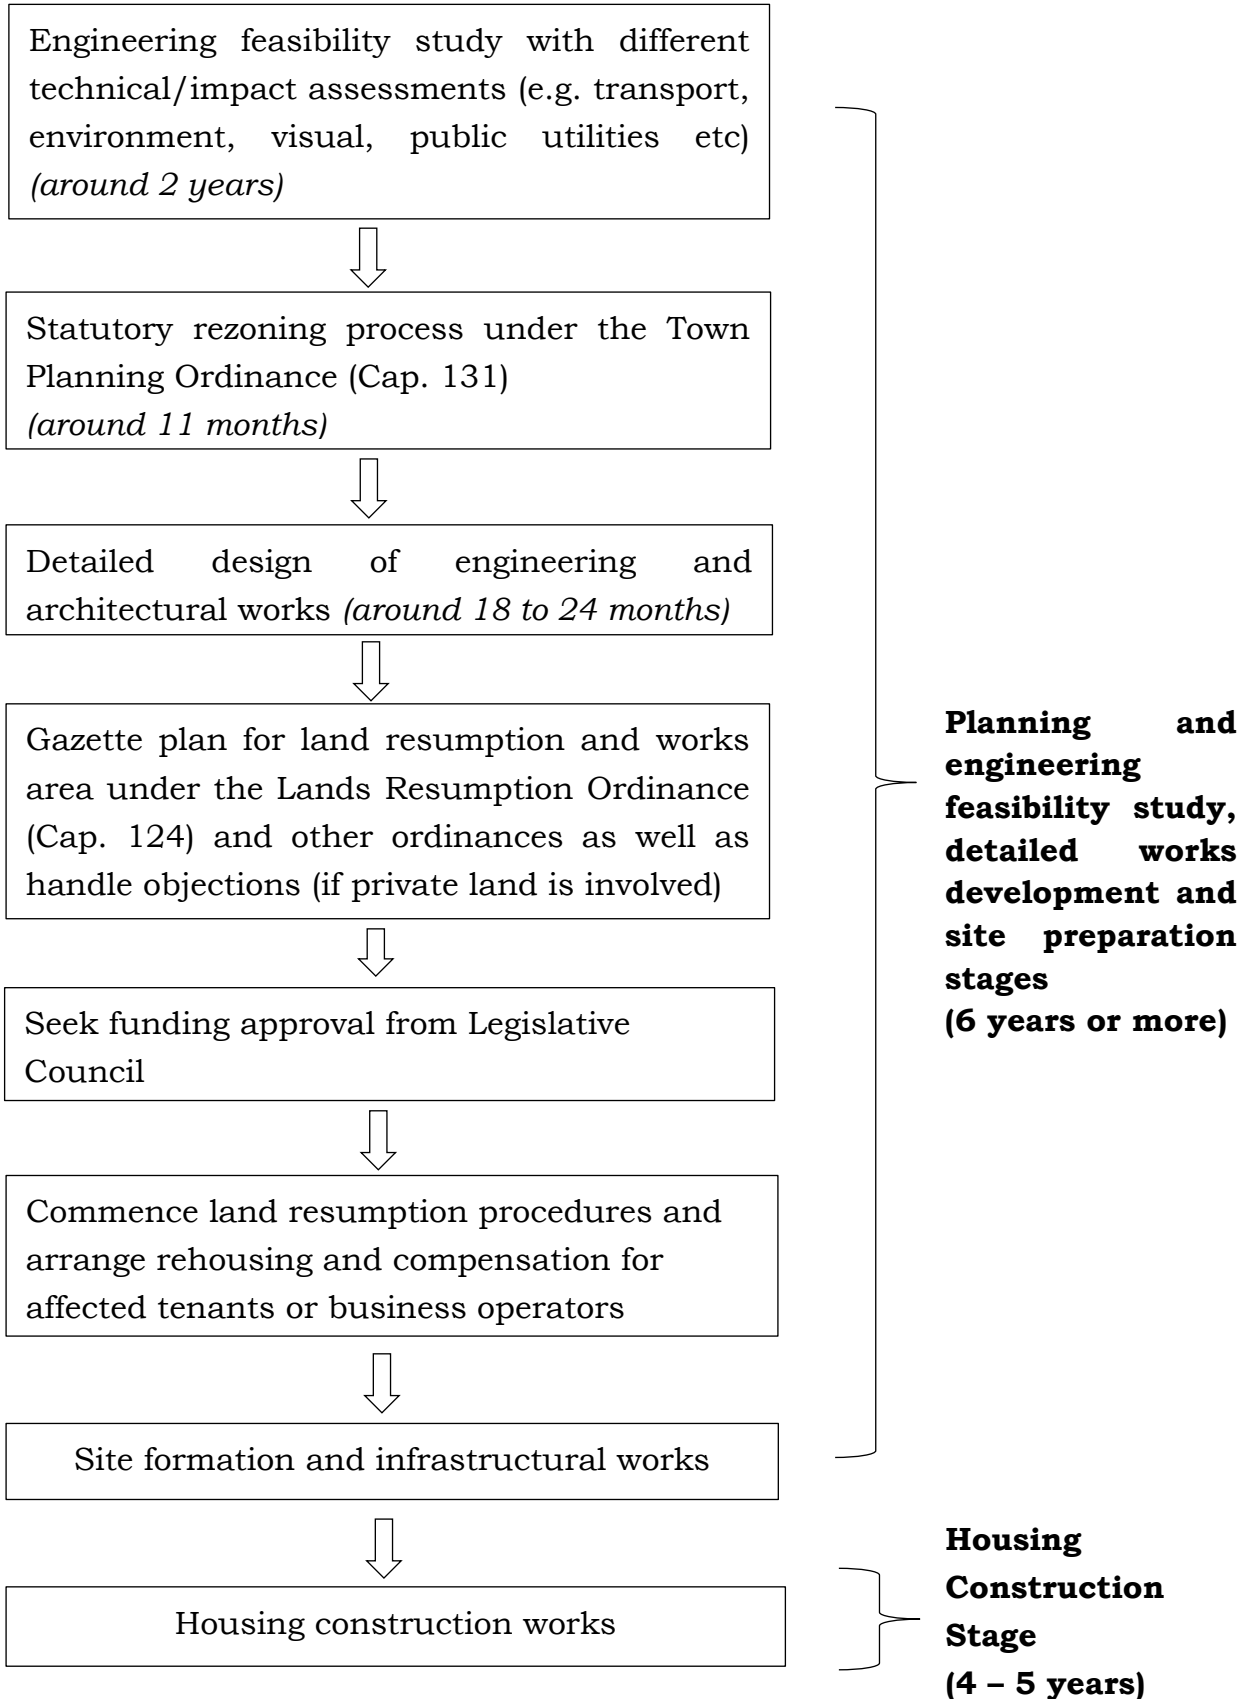 Engineering feasibility study with different
technical/impact assessments (e.g. transport,
environment, visual, public utilities etc)
(around 2 years)
Statutory rezoning process under the Town
Planning Ordinance (Cap. 131)
(around 11 months)
Detailed design of engineering and
architectural works (around 18 to 24 months)
Gazette plan for land resumption and works
area under the Lands Resumption Ordinance
(Cap. 124) and other ordinances as well as
handle objections (if private land is involved)
Seek funding approval from Legislative
Council
Commence land resumption procedures and
arrange rehousing and compensation for
affected tenants or business operators
Site formation and infrastructural works
Planning and
engineering
feasibility study,
detailed works
development and
site preparation
stages
(6 years or more)
Housing construction works
Housing
Construction
Stage
(4 – 5 years)